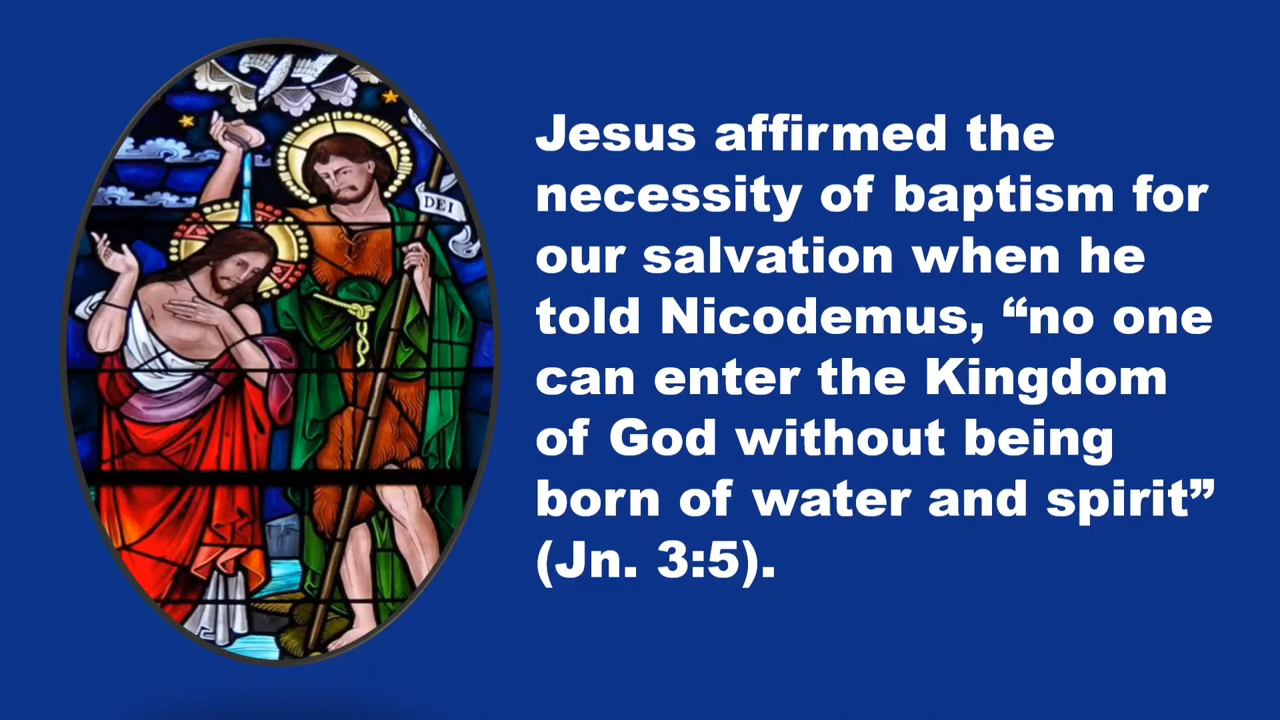 DEI
Jesus affirmed the
necessity of baptism for
our salvation when he
told Nicodemus, “no one
can enter the Kingdom
of God without being
born of water and spirit”
(Jn. 3:5).